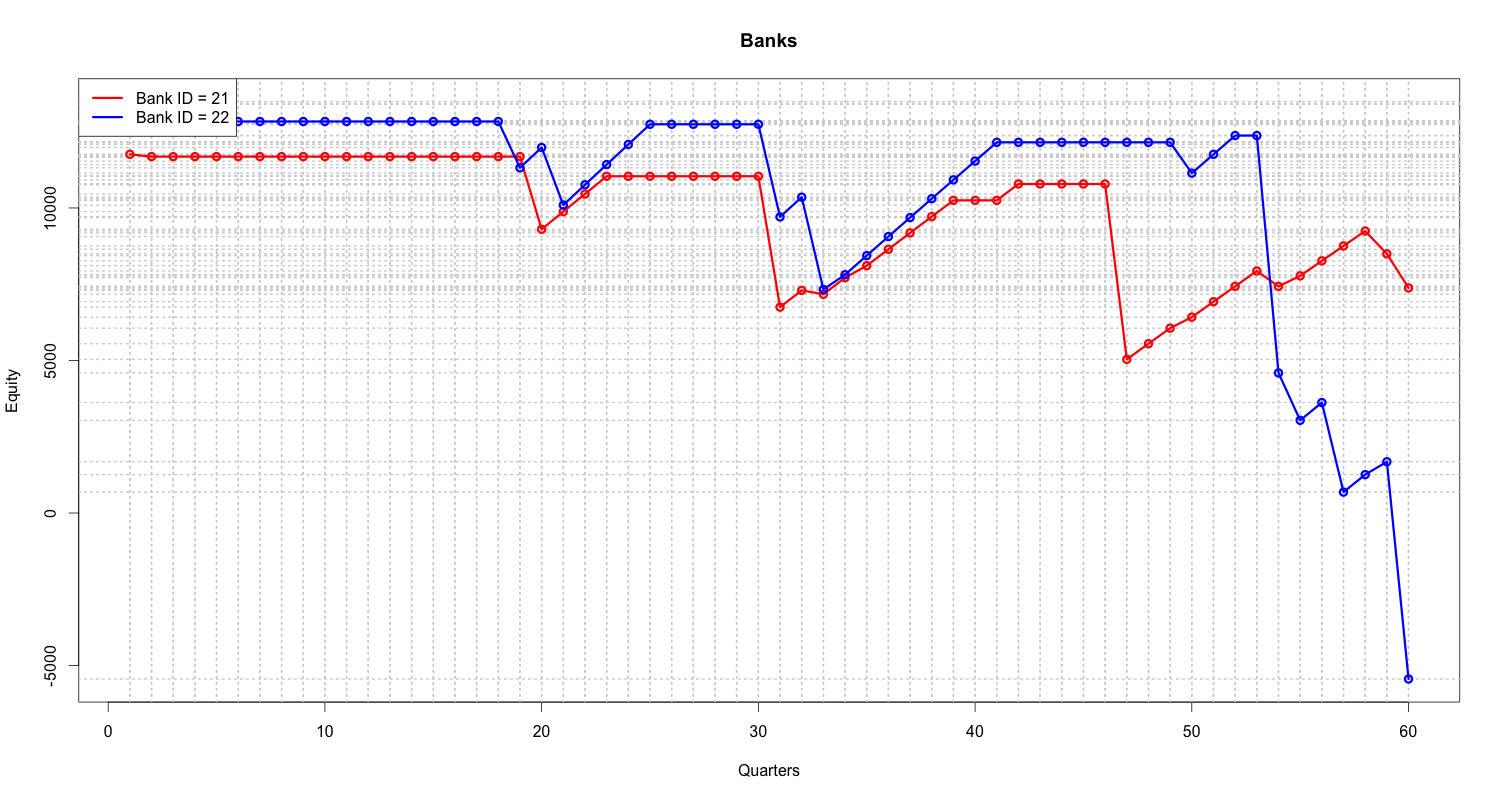 Banks
Bank ID = 21
Bank ID = 22
Equity
10000
5000
0
-5000
0 10 20 30 40 50 60
Quarters